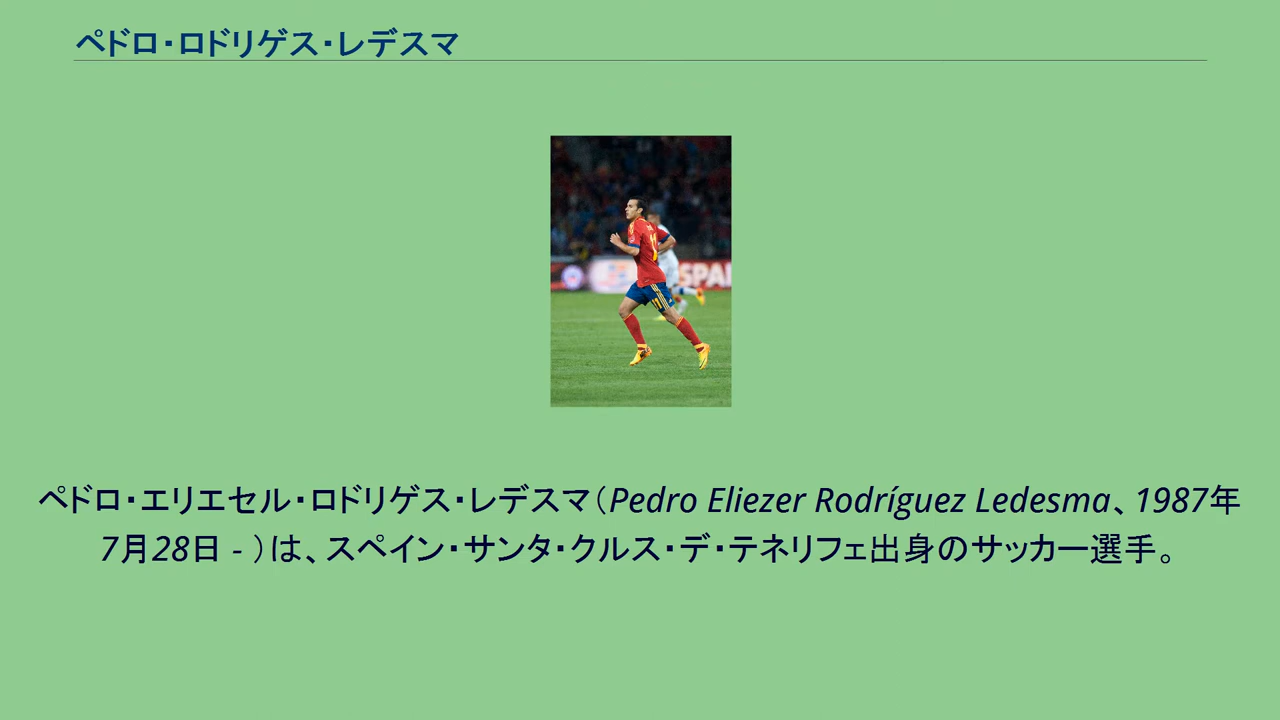 ペドロ・ロドリゲス・レデスマ
SPA
ペドロ・エリエセル・ロドリゲス・レデスマ（Pedro Eliezer Rodríguez Ledesma、1987年
7月28日 - ）は、スペイン・サンタ・クルス・デ・テネリフェ出身のサッカー選手。